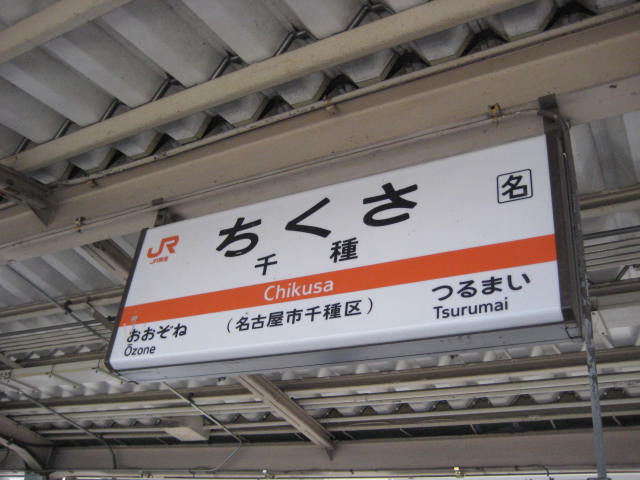 JR
JR東海
ちくさ
名
千種
Chikusa
おおぞね
Ōzone
(名古屋市千種区)
つるまい
Tsurumai